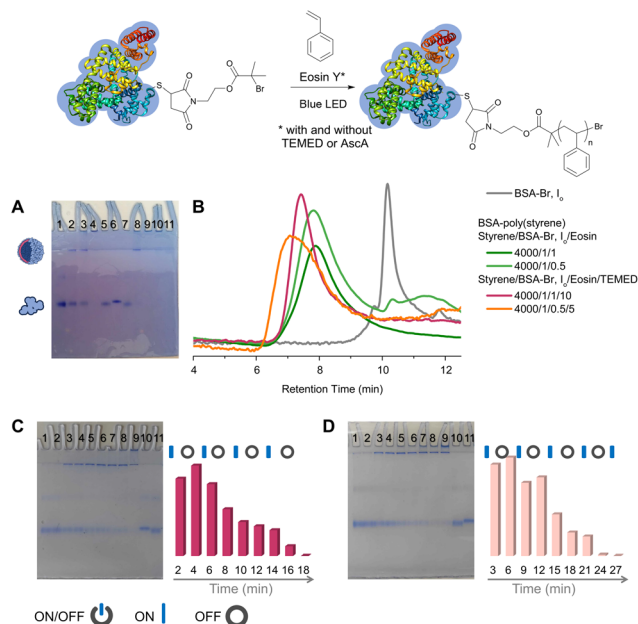 S
N
O
O
O
O
Br
Eosin Y*
Blue LED
* with and without
TEMED or AscA
S
N
O
O
O
O
n
Br
A
1 2 3 4 5 6 7 8 9 10 11
B
4 6 8 10 12
Retention Time (min)
BSA-Br, Io
BSA-poly(styrene)
Styrene/BSA-Br, Io/Eosin
4000/1/1
4000/1/0.5
Styrene/BSA-Br, Io/Eosin/TEMED
4000/1/1/10
4000/1/0.5/5
C
1 2 3 4 5 6 7 8 9 10 11
2 4 6 8 10 12 14 16 18
Time (min)
D
1 2 3 4 5 6 7 8 9 10 11
3 6 9 12 15 18 21 24 27
Time (min)
ON/OFF ON OFF